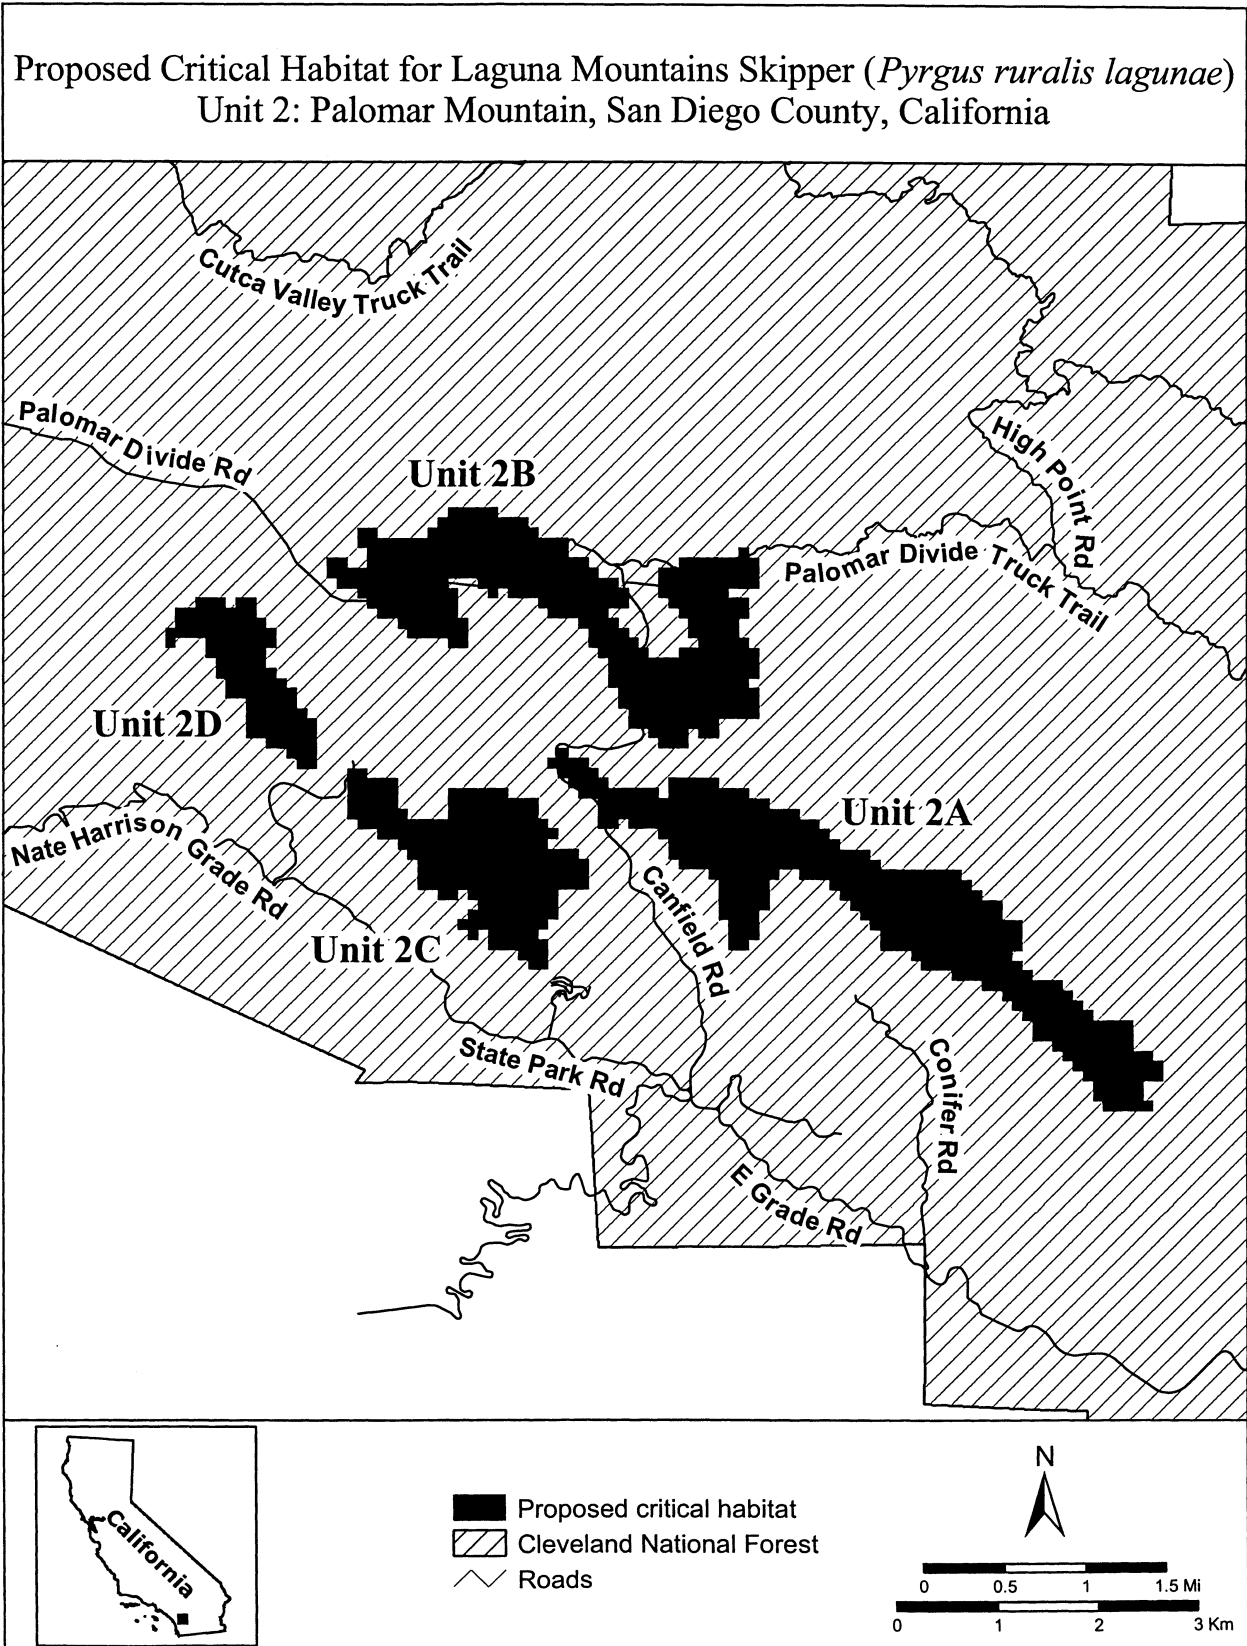 Proposed Critical Habitat for Laguna Mountains Skipper (Pyrgus ruralis lagunae)
Unit 2: Palomar Mountain, San Diego County, California
Cutca Valley Truck Trail
Palomar Divide Rd
High Point Rd
Unit 2B
Palomar Divide Truck Trail
Unit 2D
Unit 2A
Nate Harrison Grade Rd
Canfield Rd
Unit 2C
State Park Rd
Conifer Rd
E Grade Rd
California
Proposed critical habitat
Cleveland National Forest
Roads
N
0 0.5 1 1.5 Mi
0 1 2 3 Km